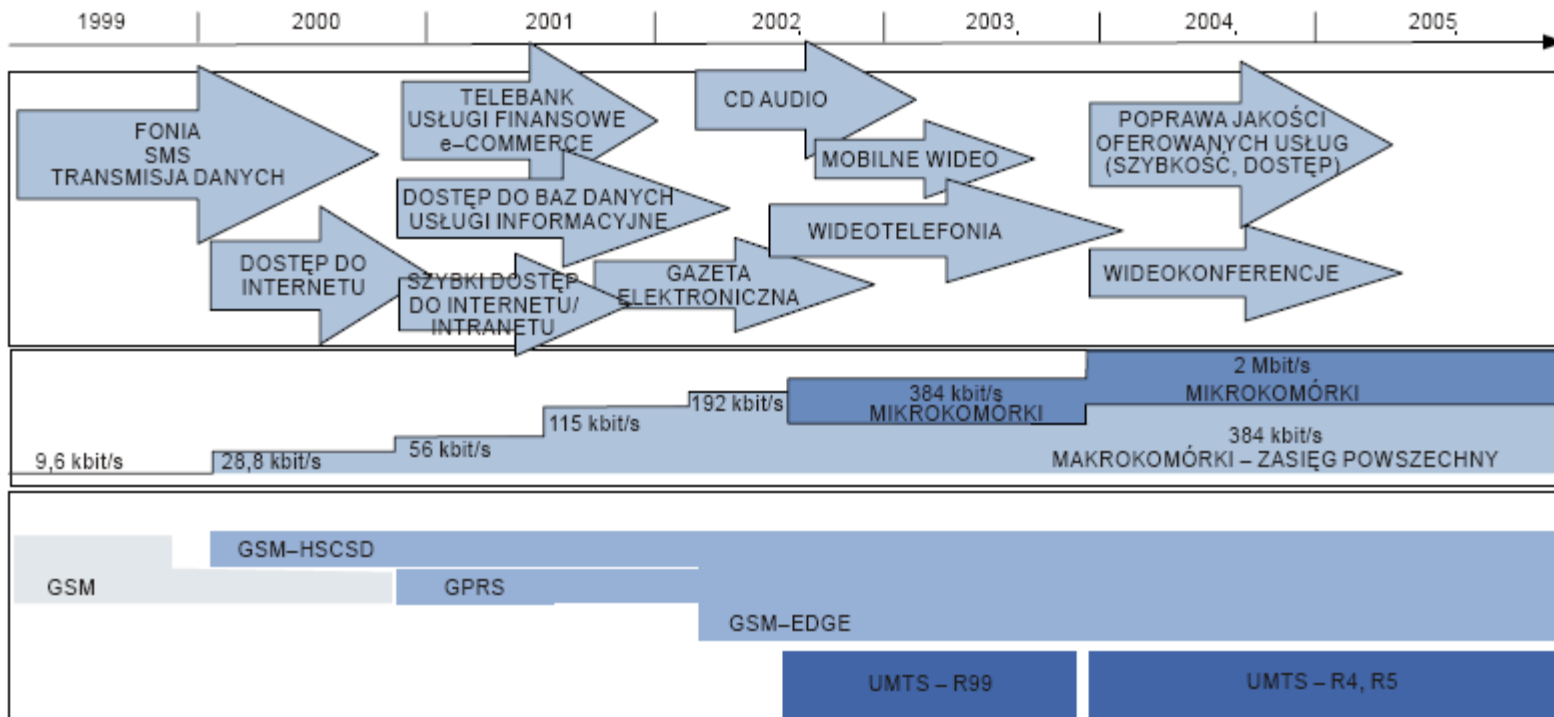 1999
2000
2001
2002
2003
2004
2005
FONIA
SMS
TRANSMISJA DANYCH
TELEBANK
USŁUGI FINANSOWE
e–COMMERCE
CD AUDIO
MOBILNE WIDEO
POPRAWA JAKOŚCI
OFEROWANYCH USŁUG
(SZYBKOŚĆ, DOSTĘP)
DOSTĘP DO BAZ DANYCH
USŁUGI INFORMACYJNE
WIDEOTELEFONIA
DOSTĘP DO
INTERNETU
SZYBKI DOSTĘP
DO INTERNETU/
INTRANETU
GAZETA
ELEKTRONICZNA
WIDEOKONFERENCJE
9,6 kbit/s
28,8 kbit/s
56 kbit/s
115 kbit/s
192 kbit/s
384 kbit/s
MIKROKOMÓRKI
2 Mbit/s
MIKROKOMÓRKI
384 kbit/s
MAKROKOMÓRKI – ZASIĘG POWSZECHNY
GSM–HSCSD
GSM
GPRS
GSM–EDGE
UMTS – R99
UMTS – R4, R5